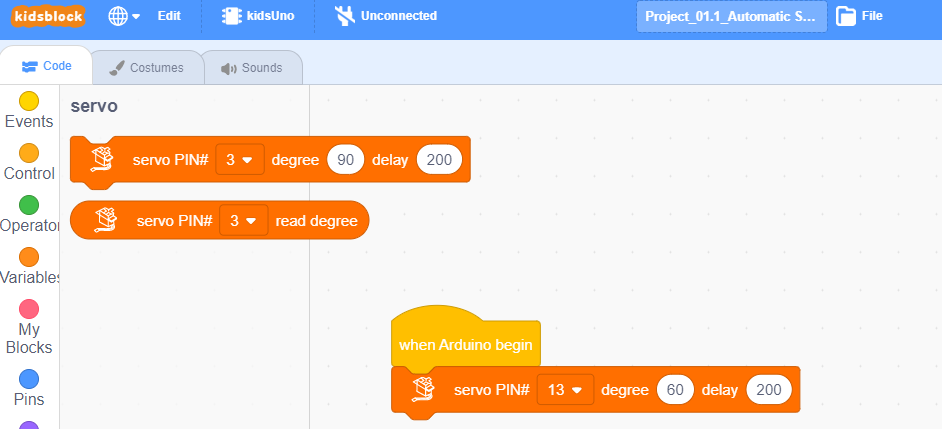 kidsblock Edit kidsUno Unconnected Project_01.1_Automatic S... File
Code Costumes Sounds
servo
Events
Control
Operato
Variables
My
Blocks
Pins
servo PIN# 3 degree 90 delay 200
servo PIN# 3 read degree
when Arduino begin
servo PIN# 13 degree 60 delay 200